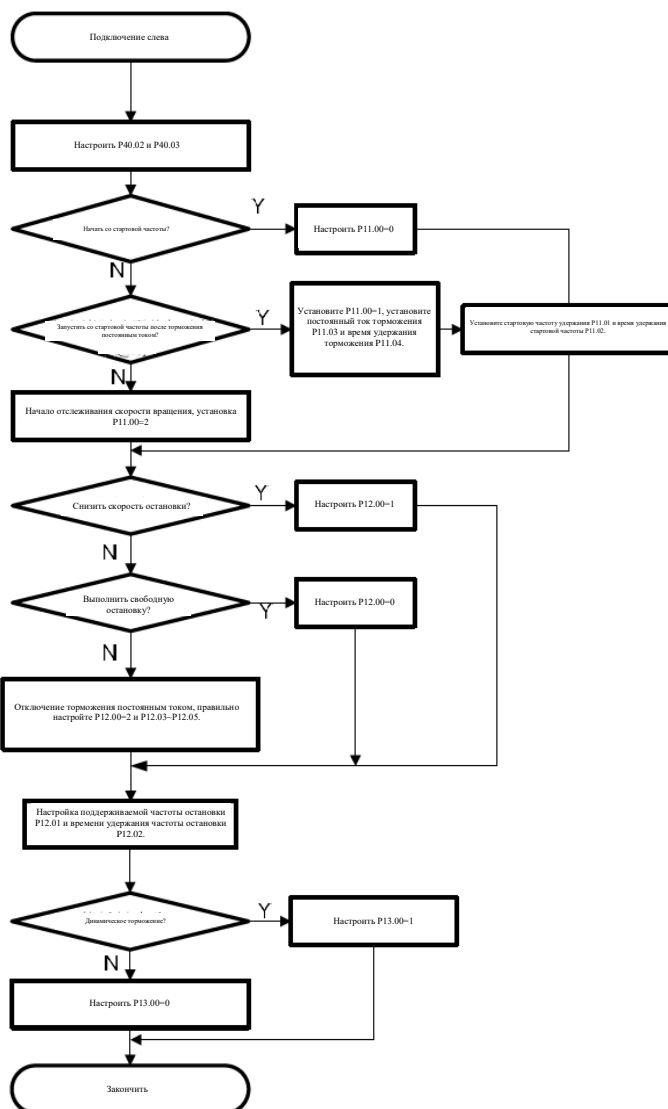 Подключение слева
Настроить P40.02 и P40.03
Начать со стартовой частоты?
Y
Настроить P11.00=0
N
Запустить со стартовой частоты после торможения
постоянным током?
Y
Установите P11.00=1, установите
постоянный ток торможения
P11.03 и время удержания
торможения P11.04.
Установите стартовую частоту удержания P11.01 и время удержания
стартовой частоты P11.02.
N
Начало отслеживания скорости вращения, установка
P11.00=2
Снизить скорость остановки?
Y
Настроить P12.00=1
N
Выполнить свободную
остановку?
Y
Настроить P12.00=0
N
Отключение торможения постоянным током, правильно
настройте P12.00=2 и P12.03~P12.05.
Настройка поддерживаемой частоты остановки
P12.01 и времени удержания частоты остановки
P12.02.
Динамическое торможение?
Y
Настроить P13.00=1
N
Настроить P13.00=0
Закончить